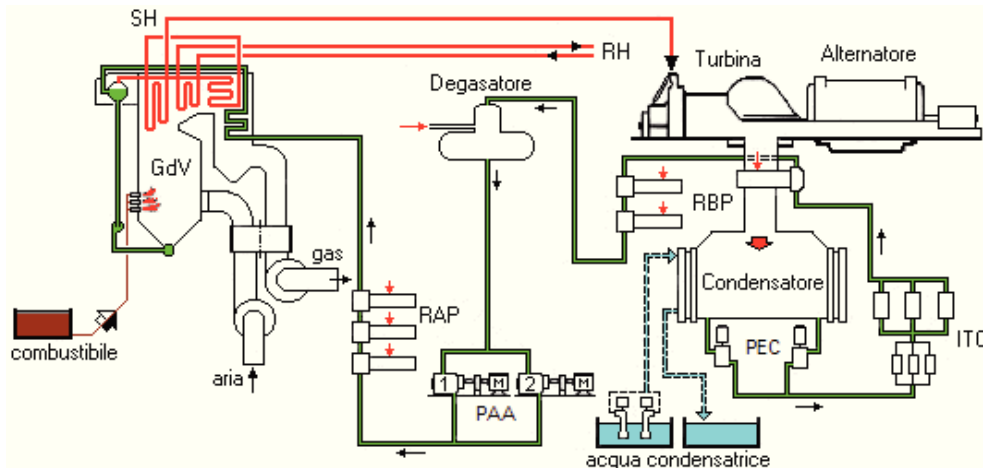 SH
RH
Turbina
Alternatore
Degasatore
GdV
RBP
gas
Condensatore
RAP
combustibile
PEC
ITC
aria
1
M
2
M
PAA
acqua condensatrice